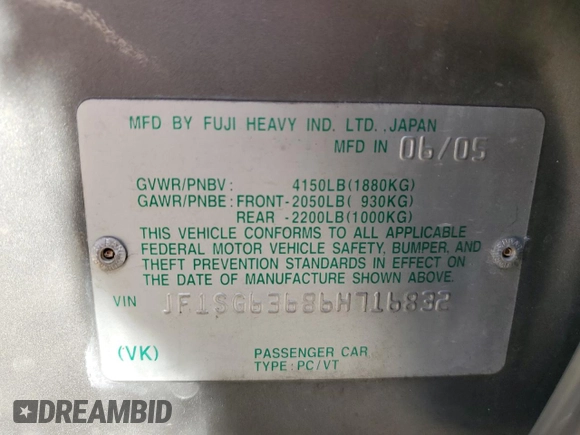 MFD BY FUJI HEAVY IND. LTD. ,JAPAN
MFD IN 06/05
GVWR/PNBV : 4150LB(1880KG)
GAWR/PNBE : FRONT-2050LB( 930KG)
REAR -2200LB(1000KG)
THIS VEHICLE CONFORMS TO ALL APPLICABLE
FEDERAL MOTOR VEHICLE SAFETY, BUMPER, AND
THEFT PREVENTION STANDARDS IN EFFECT ON
THE DATE OF MANUFACTURE SHOWN ABOVE.
VIN JF1SG63686H716832
(VK) PASSENGER CAR
TYPE : PC/VT
DREAMBID